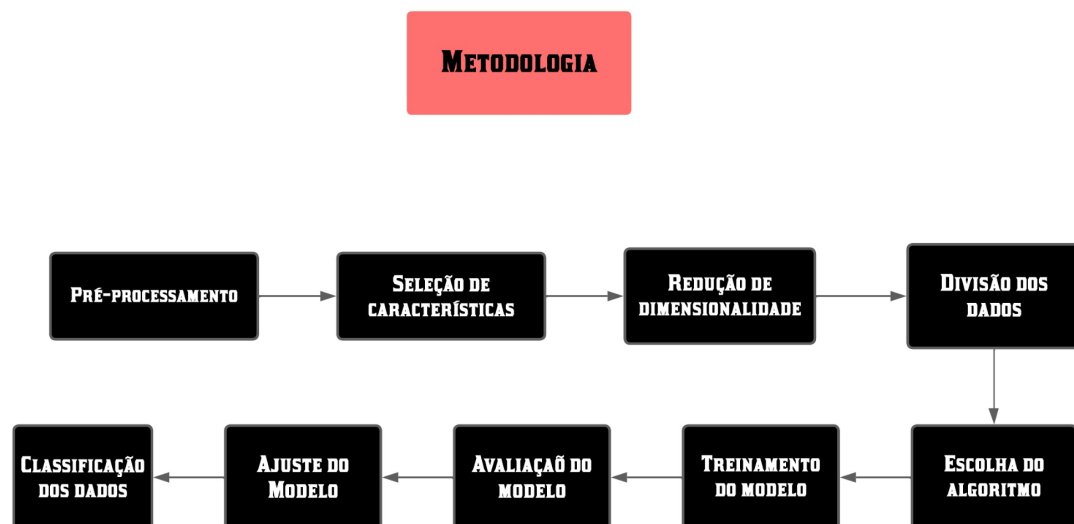 Metodologia
Pré-processamento
Seleção de
característícas
Redução de
dimensionalidade
Divisão dos
dados
Escolha do
algoritmo
Treinamento
do modelo
Avaliaçaõ do
modelo
Ajuste do
Modelo
Classificação
dos dados